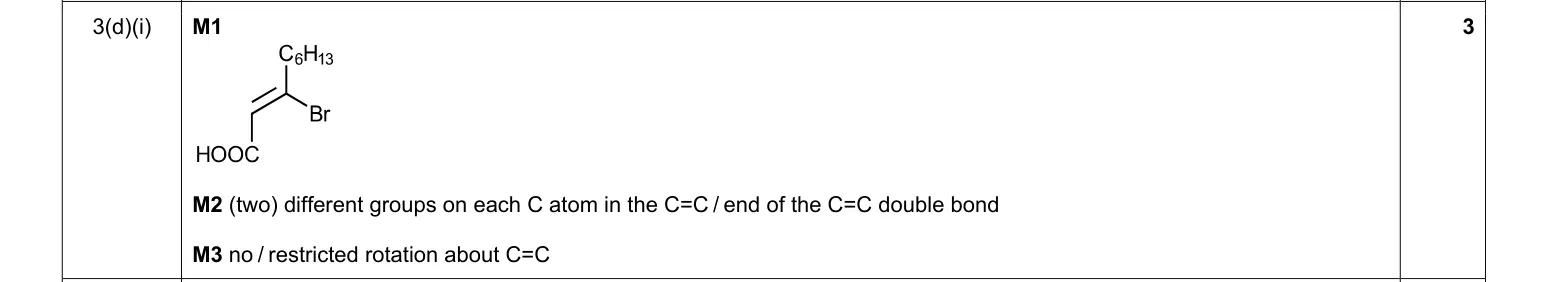 3(d)(i) M1 3
C₆H₁₃
Br
HOOC
M2 (two) different groups on each C atom in the C=C / end of the C=C double bond
M3 no / restricted rotation about C=C